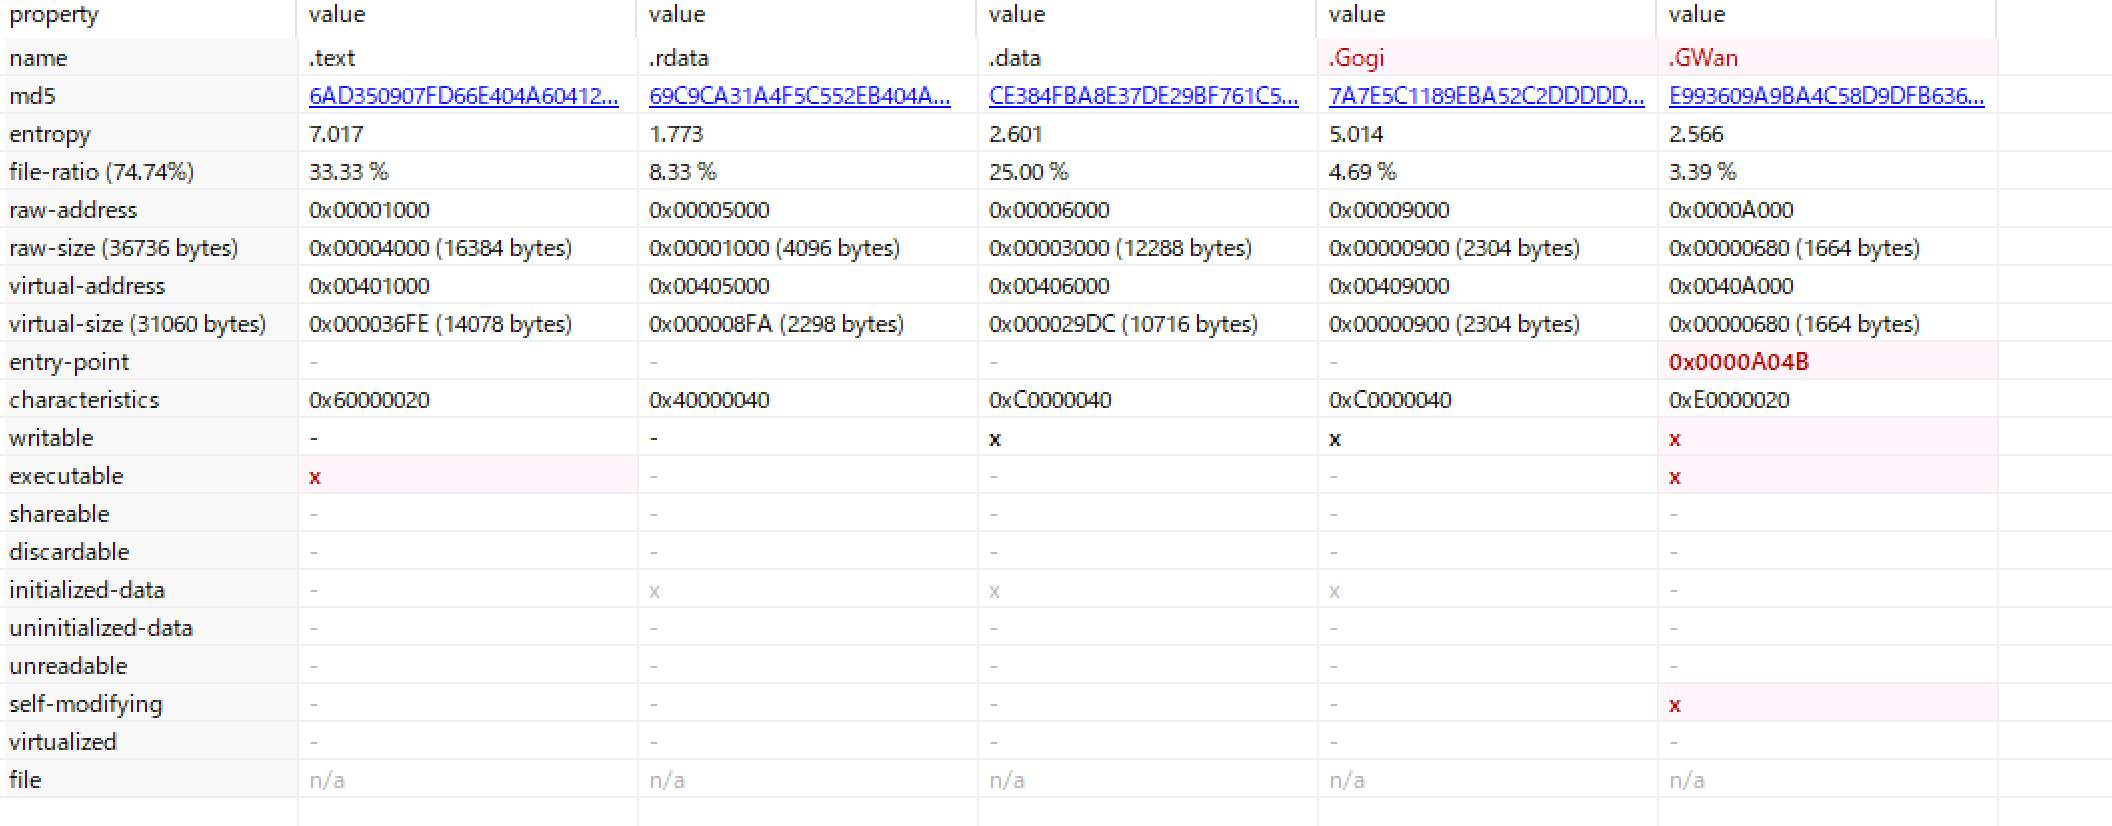 property value value value value value
name .text .rdata .data .Gogi .GWan
md5 6AD350907FD66E404A60412... 69C9CA31A4F5C552EB404A... CE384FBA8E37DE29BF761C5... 7A7E5C1189EBA52C2DDDDD... E993609A9BA4C58D9DFB636...
entropy 7.017 1.773 2.601 5.014 2.566
file-ratio (74.74%) 33.33 % 8.33 % 25.00 % 4.69 % 3.39 %
raw-address 0x00001000 0x00005000 0x00006000 0x00009000 0x0000A000
raw-size (36736 bytes) 0x00004000 (16384 bytes) 0x00001000 (4096 bytes) 0x00003000 (12288 bytes) 0x00000900 (2304 bytes) 0x00000680 (1664 bytes)
virtual-address 0x00401000 0x00405000 0x00406000 0x00409000 0x0040A000
virtual-size (31060 bytes) 0x000036FE (14078 bytes) 0x000008FA (2298 bytes) 0x000029DC (10716 bytes) 0x00000900 (2304 bytes) 0x00000680 (1664 bytes)
entry-point - - - - 0x0000A04B
characteristics 0x60000020 0x40000040 0xC0000040 0xC0000040 0xE0000020
writable - - x x x
executable x - - - x
shareable - - - - -
discardable - - - - -
initialized-data - x x x -
uninitialized-data - - - - -
unreadable - - - - -
self-modifying - - - - x
virtualized - - - - -
file n/a n/a n/a n/a n/a